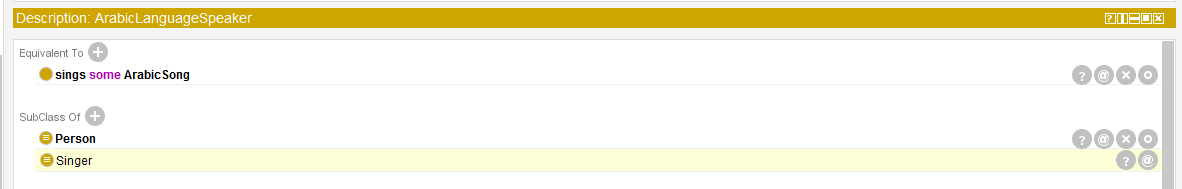 Description: ArabicLanguageSpeaker
Equivalent To
sings some ArabicSong
SubClass Of
Person
Singer